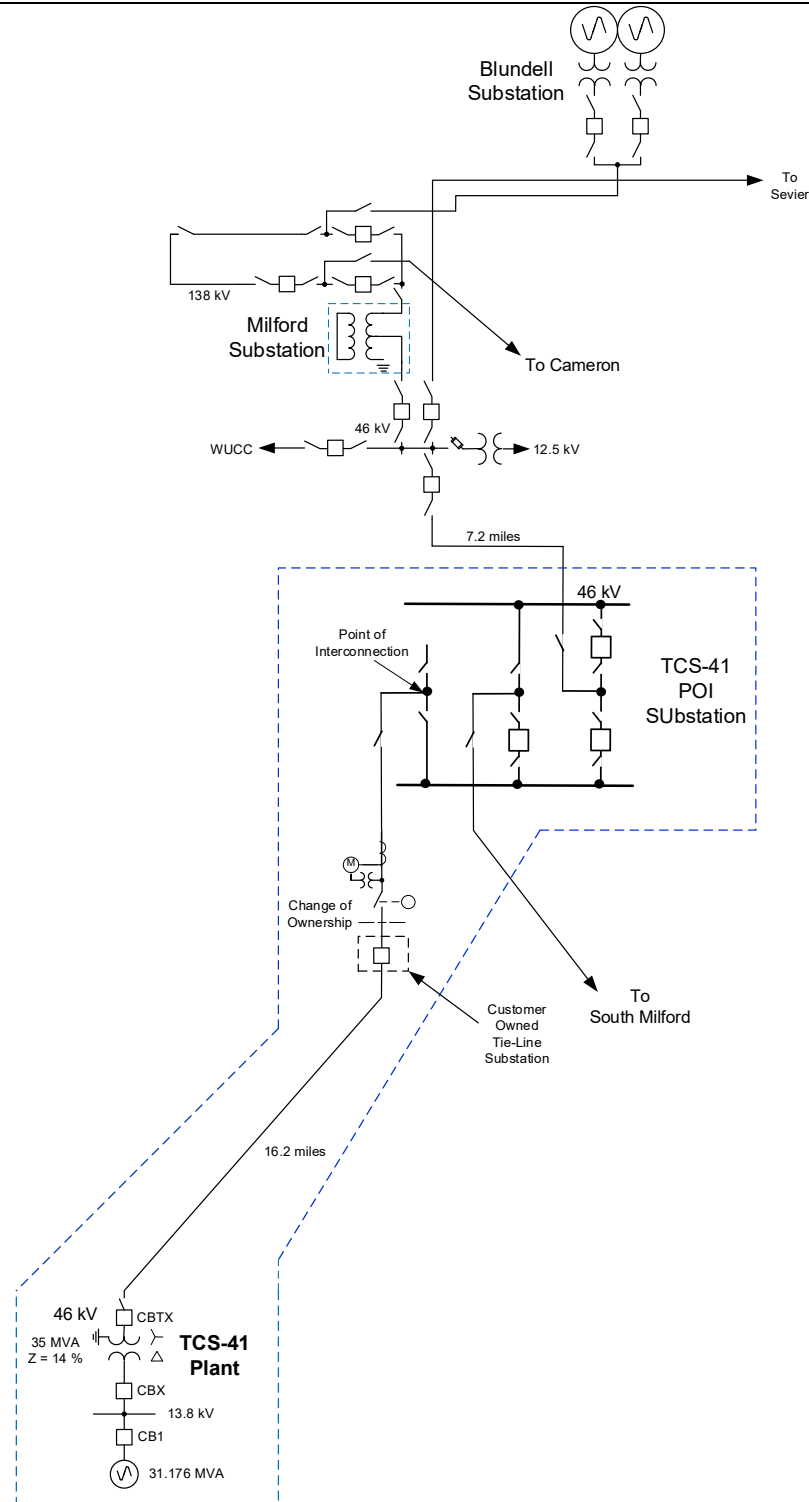 Blundell
Substation
To
Sevier
138 kV
Milford
Substation
To Cameron
46 kV
WUCC
12.5 kV
7.2 miles
46 kV
Point of
Interconnection
TCS-41
POI
SUbstation
M
Change of
Ownership
Customer
Owned
Tie-Line
Substation
To
South Milford
16.2 miles
46 kV
CBTX
35 MVA
Z = 14 %
TCS-41
Plant
CBX
13.8 kV
CB1
31.176 MVA